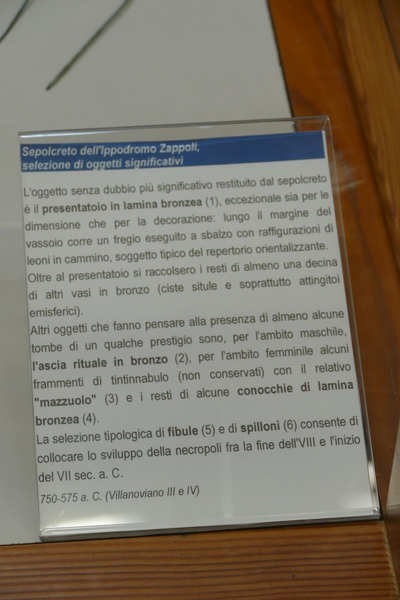 Sepolcreto dell'Ippodromo Zappoli,
selezione di oggetti significativi
L'oggetto senza dubbio più significativo restituito dal sepolcreto
è il presentatoio in lamina bronzea (1), eccezionale sia per le
dimensione che per la decorazione: lungo il margine del
vassoio corre un fregio eseguito a sbalzo con raffigurazioni di
leoni in cammino, soggetto tipico del repertorio orientalizzante.
Oltre al presentatoio si raccolsero i resti di almeno una decina
di altri vasi in bronzo (ciste situle e soprattutto attingitoi
emisferici).
Altri oggetti che fanno pensare alla presenza di almeno alcune
tombe di un qualche prestigio sono, per l'ambito maschile,
l'ascia rituale in bronzo (2), per l'ambito femminile alcuni
frammenti di tintinnabulo (non conservati) con il relativo
"mazzuolo" (3) e i resti di alcune conocchie di lamina
bronzea (4).
La selezione tipologica di fibule (5) e di spilloni (6) consente di
collocare lo sviluppo della necropoli fra la fine dell'VIII e l'inizio
del VII sec. a. C.
750-575 a. C. (Villanoviano III e IV)